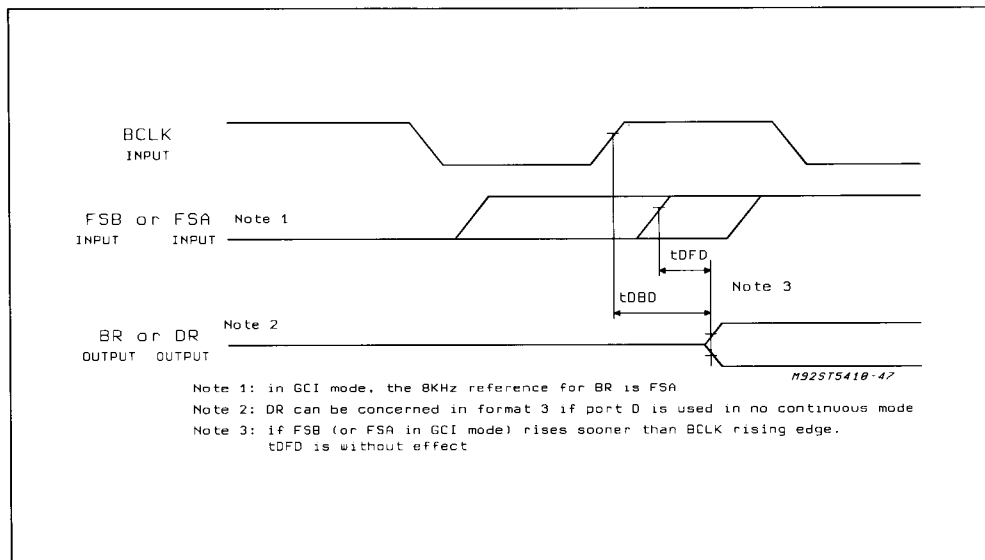 BCLK
INPUT
FSB or FSA Note 1
INPUT INPUT
tDFD
tDBD
Note 3
BR or DR Note 2
OUTPUT OUTPUT
M92ST5410-47
Note 1: in GCI mode, the 8KHz reference for BR is FSA
Note 2: DR can be concerned in format 3 if port D is used in no continuous mode
Note 3: if FSB (or FSA in GCI mode) rises sooner than BCLK rising edge.
tDFD is without effect